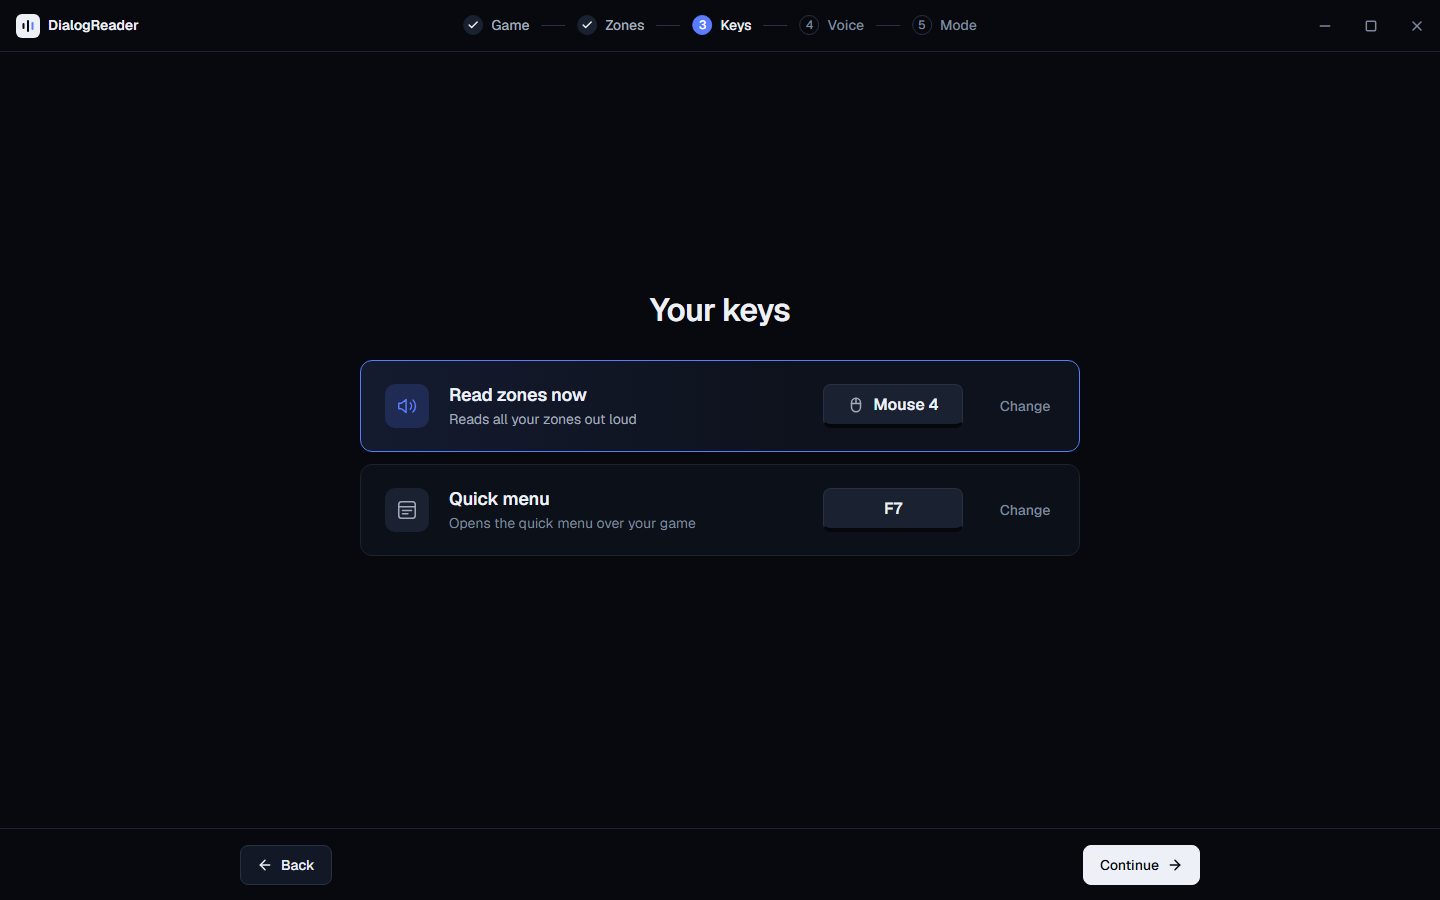 DialogReader
Game
Zones
3 Keys
4 Voice
5 Mode
Your keys
Read zones now
Reads all your zones out loud
Mouse 4
Change
Quick menu
Opens the quick menu over your game
F7
Change
Back
Continue